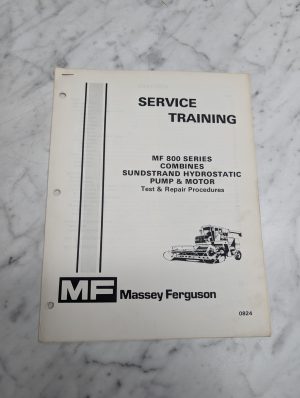 SERVICE
TRAINING
MF 800 SERIES
COMBINES
SUNDSTRAND HYDROSTATIC
PUMP & MOTOR
Test & Repair Procedures
MF Massey Ferguson
0824